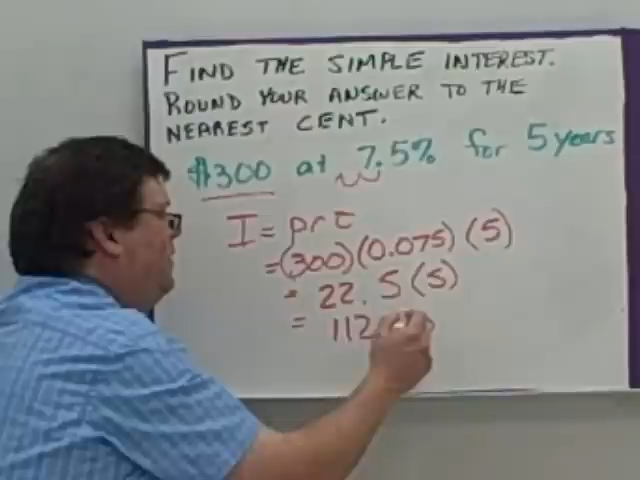 FIND THE SIMPLE INTEREST.
ROUND YOUR ANSWER TO THE
NEAREST CENT.
$300 at 7.5% for 5 years
I = prt
=(300)(0.075)(5)
= 22.5(5)
= 112